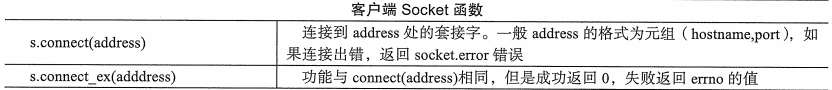 客户端 Socket 函数
s.connect(address)
连接到 address 处的套接字。一般 address 的格式为元组（hostname,port），如
果连接出错，返回 socket.error 错误
s.connect_ex(adddress)
功能与 connect(address)相同，但是成功返回 0，失败返回 errno 的值